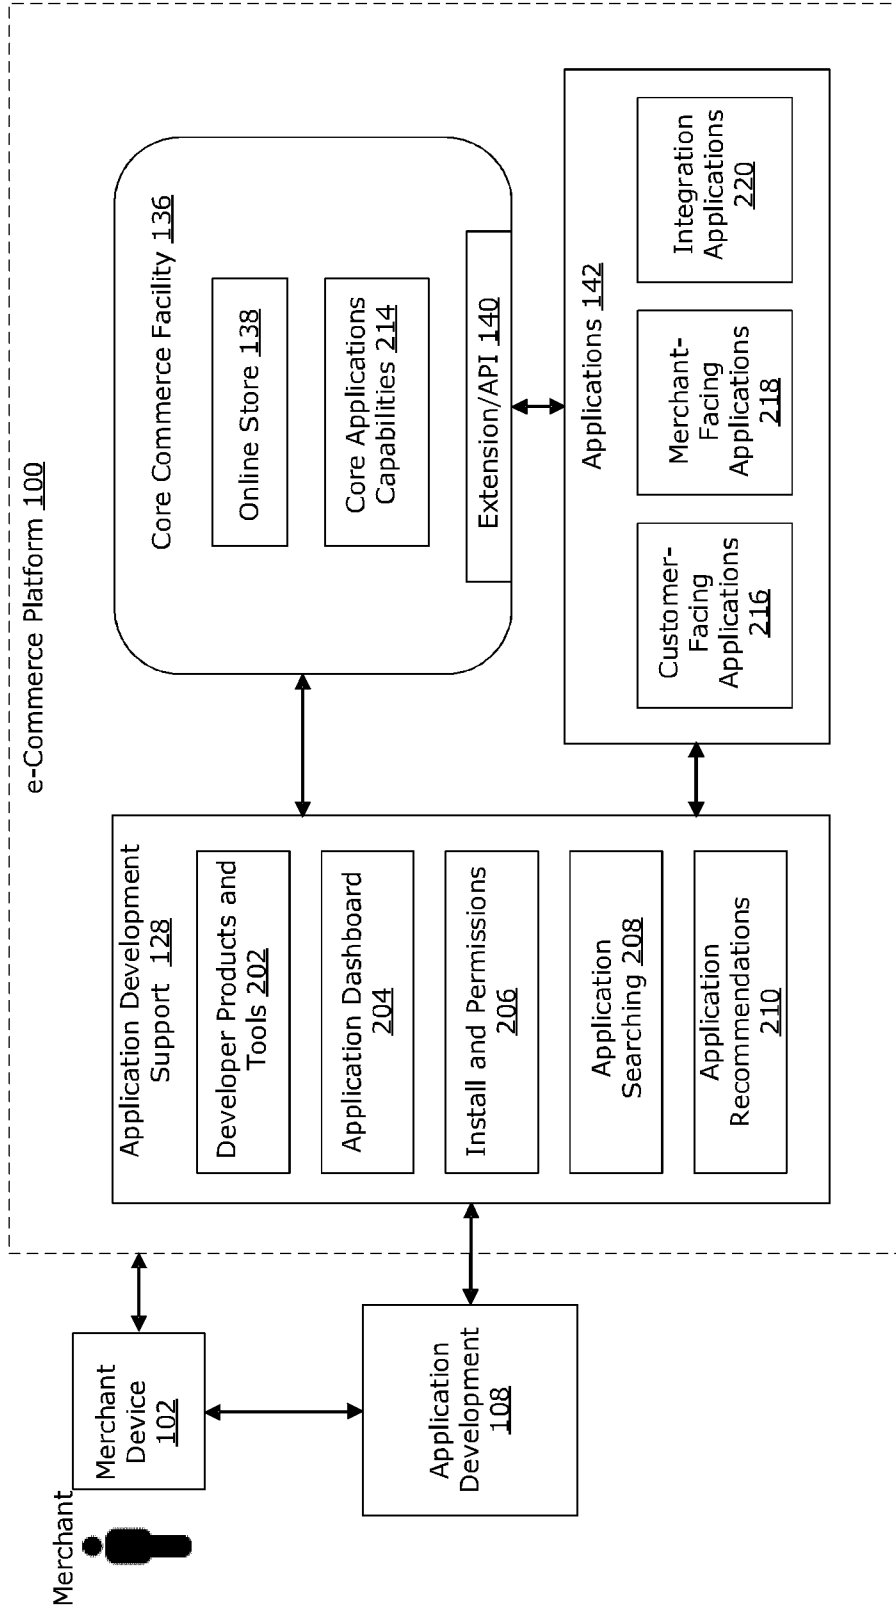 e-Commerce Platform 100
Merchant
Merchant
Device
102
Application
Development
108
Application Development
Support 128
Developer Products and
Tools 202
Application Dashboard
204
Install and Permissions
206
Application
Searching 208
Application
Recommendations
210
Core Commerce Facility 136
Online Store 138
Core Applications
Capabilities 214
Extension/API 140
Applications 142
Customer-
Facing
Applications
216
Merchant-
Facing
Applications
218
Integration
Applications
220